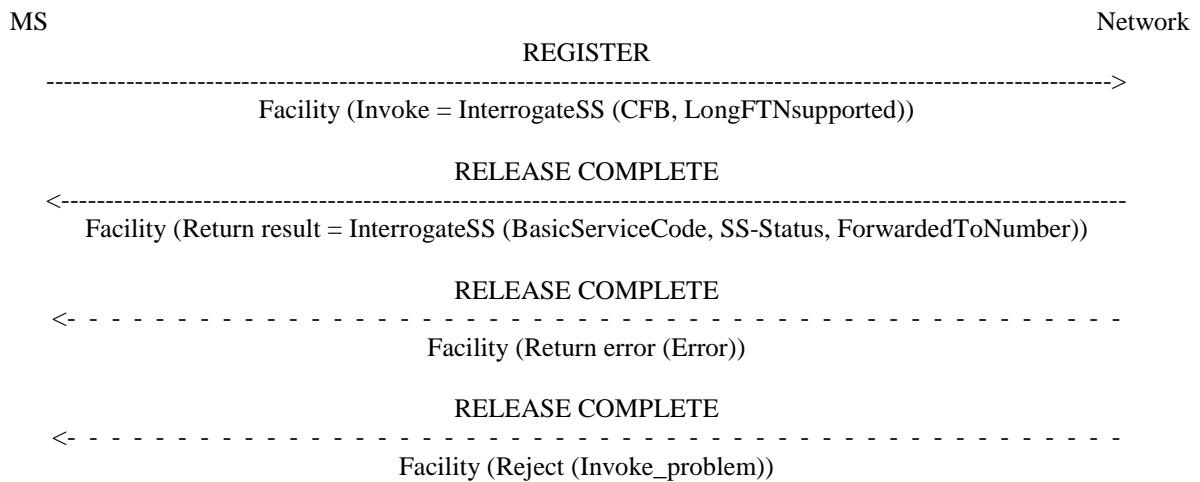 MS Network
REGISTER
Facility (Invoke = InterrogateSS (CFB, LongFTNsupported))
RELEASE COMPLETE
Facility (Return result = InterrogateSS (BasicServiceCode, SS-Status, ForwardedToNumber))
RELEASE COMPLETE
Facility (Return error (Error))
RELEASE COMPLETE
Facility (Reject (Invoke_problem))